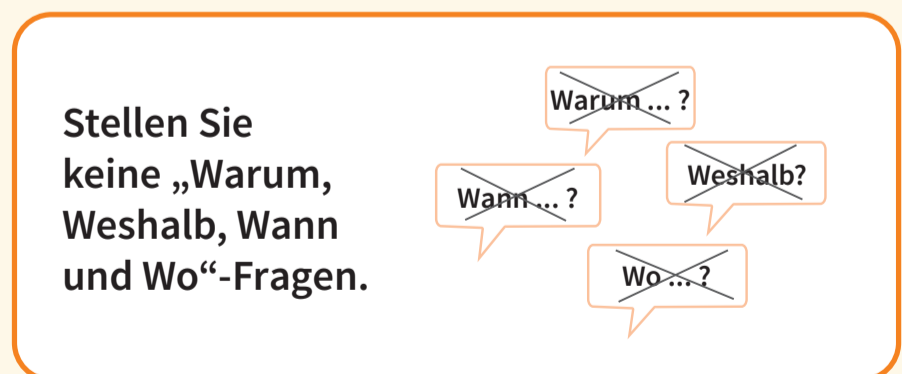 Stellen Sie
keine „Warum,
Weshalb, Wann
und Wo“-Fragen.
Warum ... ?
Weshalb?
Wann ... ?
Wo ... ?